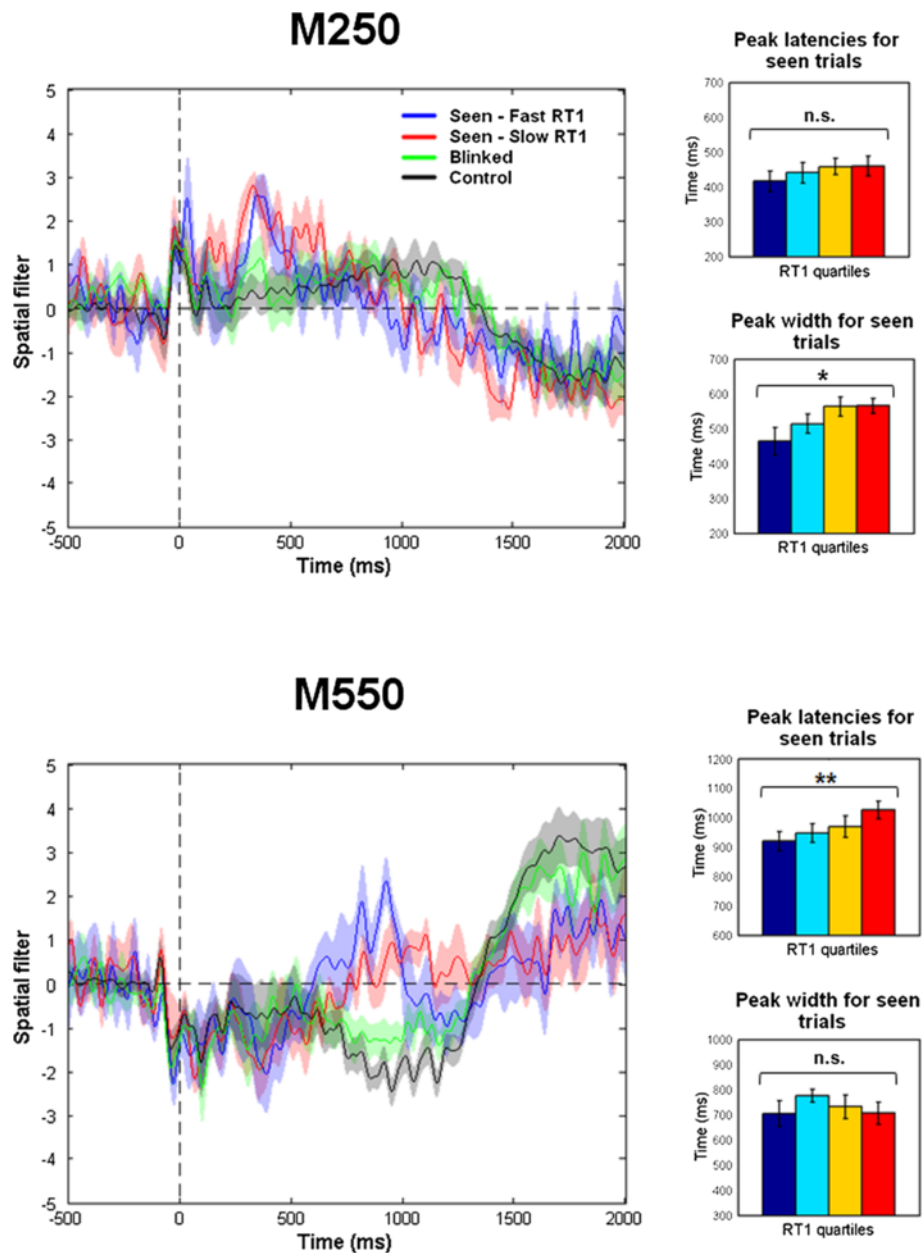 M250
Spatial filter
5
4
3
2
1
0
-1
-2
-3
-4
-5
-500
0
500
1000
1500
2000
Time (ms)
Seen - Fast RT1
Seen - Slow RT1
Blinked
Control
Peak latencies for
seen trials
Time (ms)
700
600
500
400
300
200
n.s.
RT1 quartiles
Peak width for seen
trials
Time (ms)
700
600
500
400
300
200
*
RT1 quartiles
M550
Spatial filter
5
4
3
2
1
0
-1
-2
-3
-4
-5
-500
0
500
1000
1500
2000
Time (ms)
Peak latencies for
seen trials
Time (ms)
1200
1100
1000
900
800
700
600
**
RT1 quartiles
Peak width for seen
trials
Time (ms)
1000
900
800
700
600
500
400
300
n.s.
RT1 quartiles